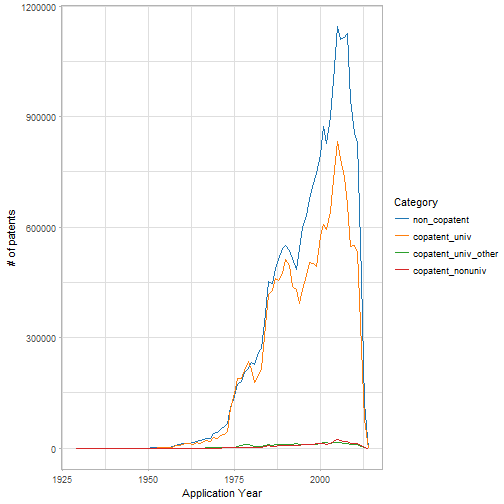 1200000
900000
600000
300000
0
# of patents
1925
1950
1975
2000
Application Year
Category
non_copatent
copatent_univ
copatent_univ_other
copatent_nonuniv